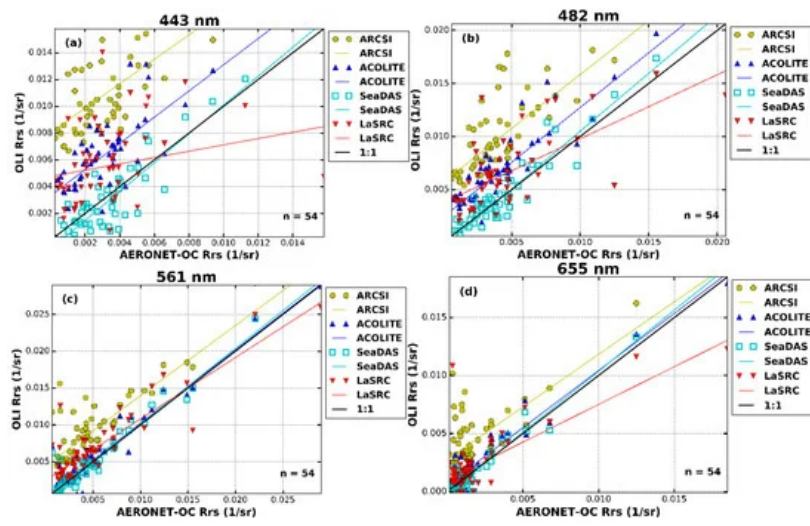 443 nm
(a)
OLI Rrs (1/sr)
0.014
0.012
0.010
0.008
0.006
0.004
0.002
0.002 0.004 0.006 0.008 0.010 0.012 0.014
AERONET-OC Rrs (1/sr)
n = 54
ARCSI
ARCSI
ACOLITE
ACOLITE
SeaDAS
SeaDAS
LaSRC
LaSRC
1:1
482 nm
(b)
OLI Rrs (1/sr)
0.020
0.015
0.010
0.005
0.005 0.010 0.015 0.020
AERONET-OC Rrs (1/sr)
n = 54
ARCSI
ARCSI
ACOLITE
ACOLITE
SeaDAS
SeaDAS
LaSRC
LaSRC
1:1
561 nm
(c)
OLI Rrs (1/sr)
0.025
0.020
0.015
0.010
0.005
0.005 0.010 0.015 0.020 0.025
AERONET-OC Rrs (1/sr)
n = 54
ARCSI
ARCSI
ACOLITE
ACOLITE
SeaDAS
SeaDAS
LaSRC
LaSRC
1:1
655 nm
(d)
OLI Rrs (1/sr)
0.015
0.010
0.005
0.000
0.005 0.010 0.015
AERONET-OC Rrs (1/sr)
n = 54
ARCSI
ARCSI
ACOLITE
ACOLITE
SeaDAS
SeaDAS
LaSRC
LaSRC
1:1